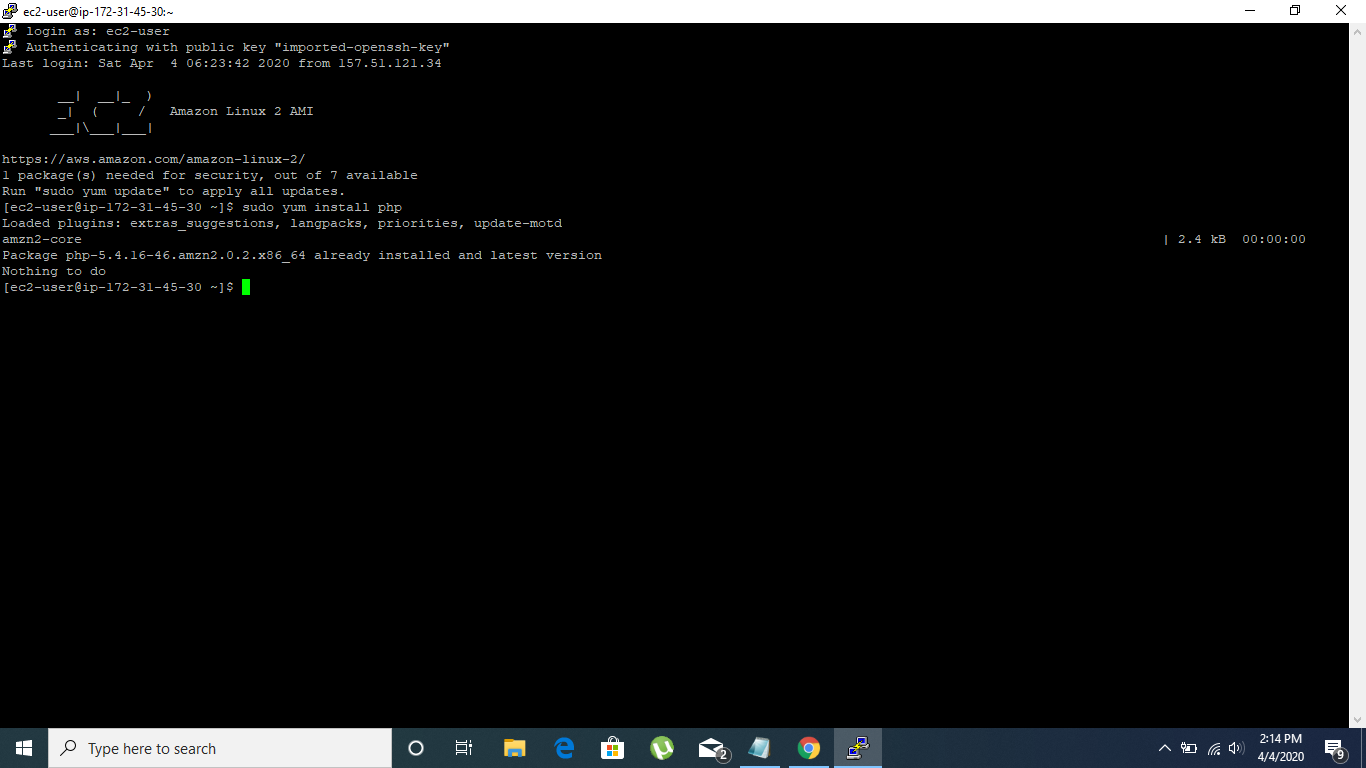 ec2-user@ip-172-31-45-30:~
login as: ec2-user
Authenticating with public key "imported-openssh-key"
Last login: Sat Apr  4 06:23:42 2020 from 157.51.121.34
       __|  __|_  )
       _|  (     /   Amazon Linux 2 AMI
      ___|\___|___|
https://aws.amazon.com/amazon-linux-2/
1 package(s) needed for security, out of 7 available
Run "sudo yum update" to apply all updates.
[ec2-user@ip-172-31-45-30 ~]$ sudo yum install php
Loaded plugins: extras_suggestions, langpacks, priorities, update-motd
amzn2-core | 2.4 kB  00:00:00
Package php-5.4.16-46.amzn2.0.2.x86_64 already installed and latest version
Nothing to do
[ec2-user@ip-172-31-45-30 ~]$
Type here to search
2
2:14 PM
4/4/2020
9